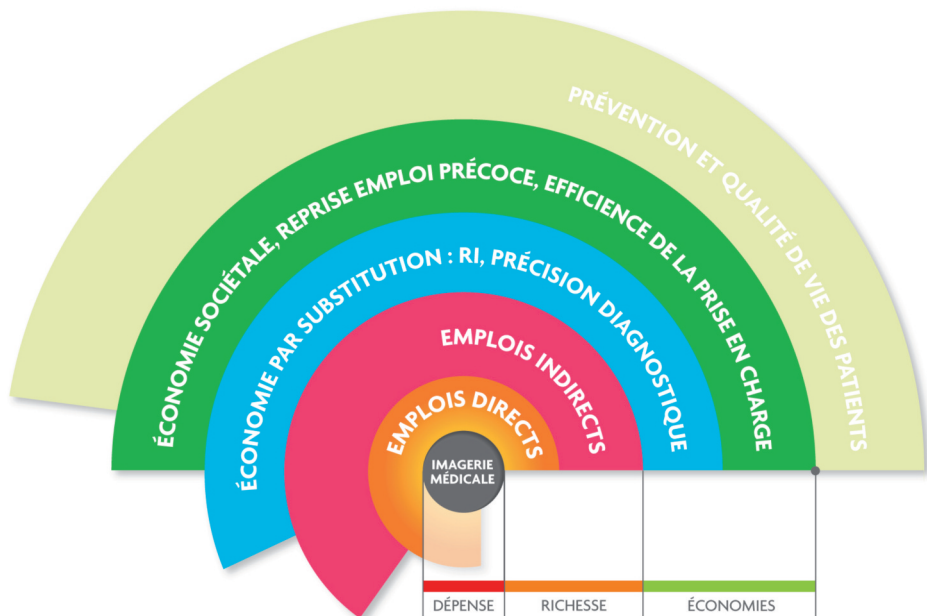 PRÉVENTION ET QUALITÉ DE VIE DES PATIENTS
ÉCONOMIE SOCIÉTALE, REPRISE EMPLOI PRÉCOCE, EFFICIENCE DE LA PRISE EN CHARGE
ÉCONOMIE PAR SUBSTITUTION : RI, PRÉCISION DIAGNOSTIQUE
EMPLOIS INDIRECTS
EMPLOIS DIRECTS
IMAGERIE
MÉDICALE
DÉPENSE
RICHESSE
ÉCONOMIES